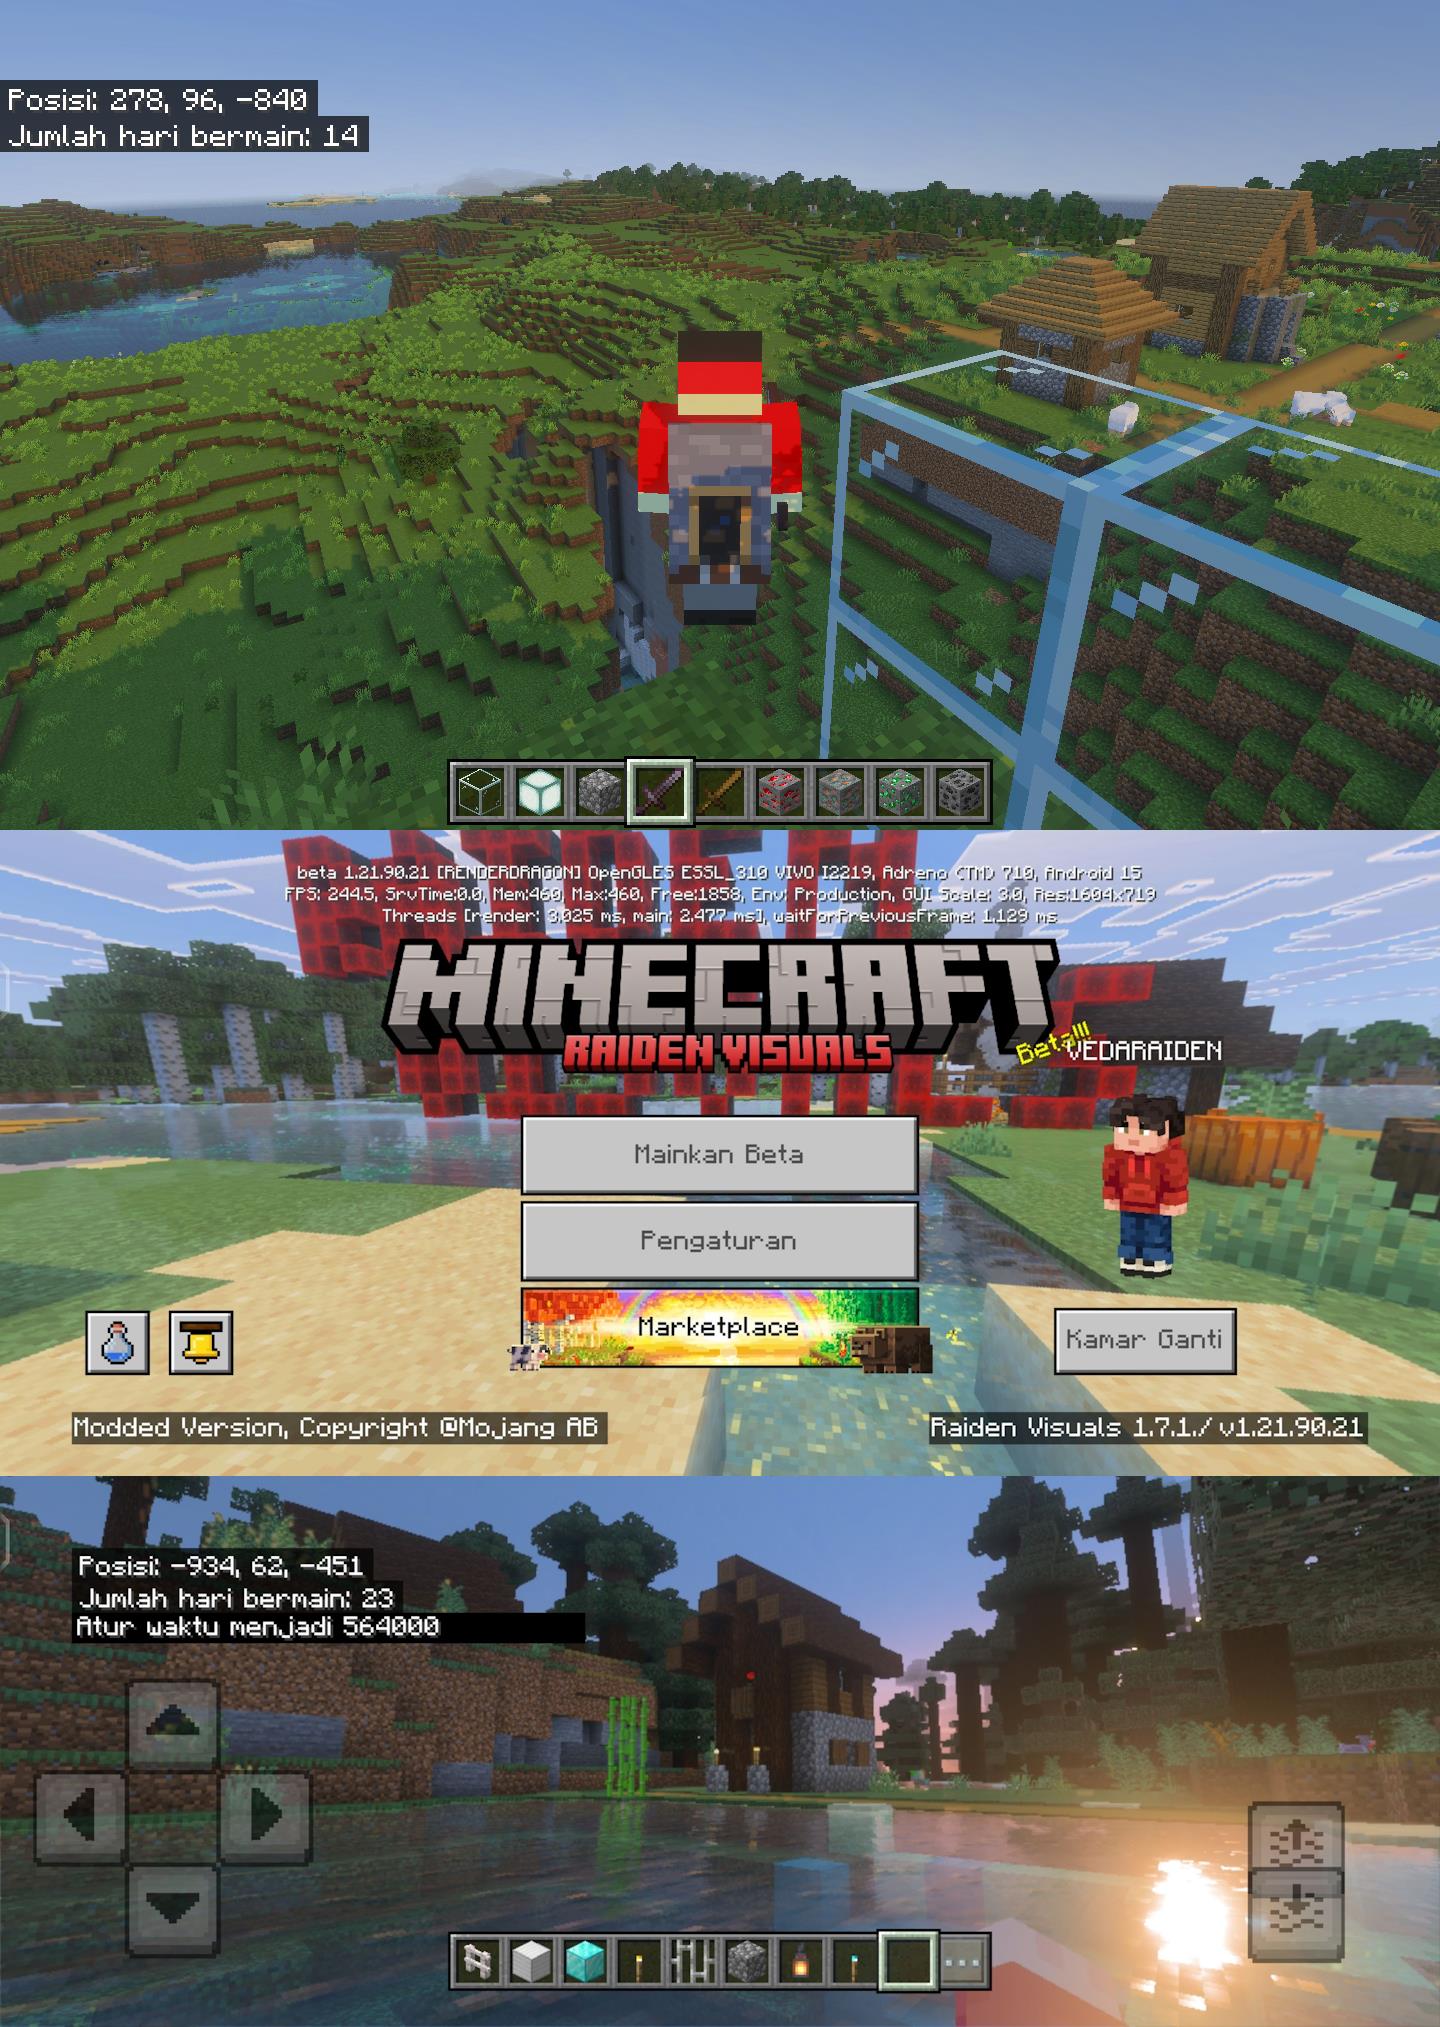 Posisi: 278, 96, -840
Jumlah hari bermain: 14
beta 1.21.90.21 [RENDERDRAGON] OpenGLES ESSL_310 VIVO I2219, Adreno (TM) 710, Android 15
FPS: 244.5, SrvTime:0.0, Mem:460, Max:460, Free:1858, Env: Production, GUI Scale: 3.0, Res:1604x719
Threads [render: 3.025 ms, main: 2.477 ms], waitForPreviousFrame: 1.129 ms
MINECRAFT
RAIDEN VISUALS
Beta!!!
VEDARAIDEN
Mainkan Beta
Pengaturan
Marketplace
Kamar Ganti
Modded Version, Copyright @Mojang AB
Raiden Visuals 1.7.1./ v1.21.90.21
Posisi: -934, 62, -451
Jumlah hari bermain: 23
Atur waktu menjadi 564000